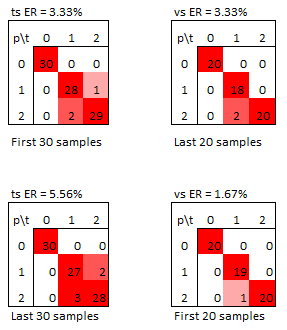 ts ER = 3.33%
p\t 0 1 2
0 30 0 0
1 0 28 1
2 0 2 29
First 30 samples
vs ER = 3.33%
p\t 0 1 2
0 20 0 0
1 0 18 0
2 0 2 20
Last 20 samples
ts ER = 5.56%
p\t 0 1 2
0 30 0 0
1 0 27 2
2 0 3 28
Last 30 samples
vs ER = 1.67%
p\t 0 1 2
0 20 0 0
1 0 19 0
2 0 1 20
First 20 samples